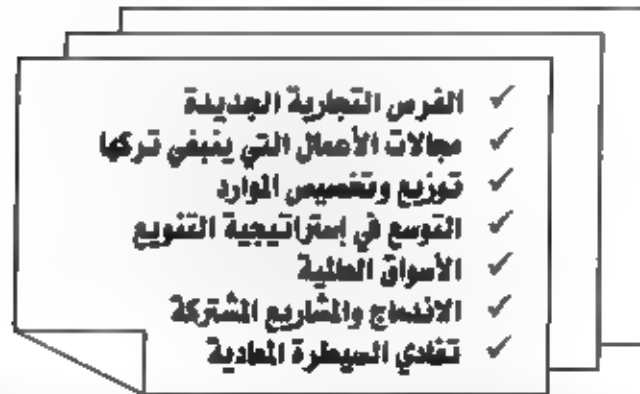 ✓ الفرص التجارية الجديدة
✓ مجالات الأعمال التي ينبغي تركها
✓ توزيع وتخصيص الموارد
✓ التوسع في إستراتيجية التنويع
✓ الأسواق العالمية
✓ الاندماج والمشاريع المشتركة
✓ تفادي السيطرة المعادية